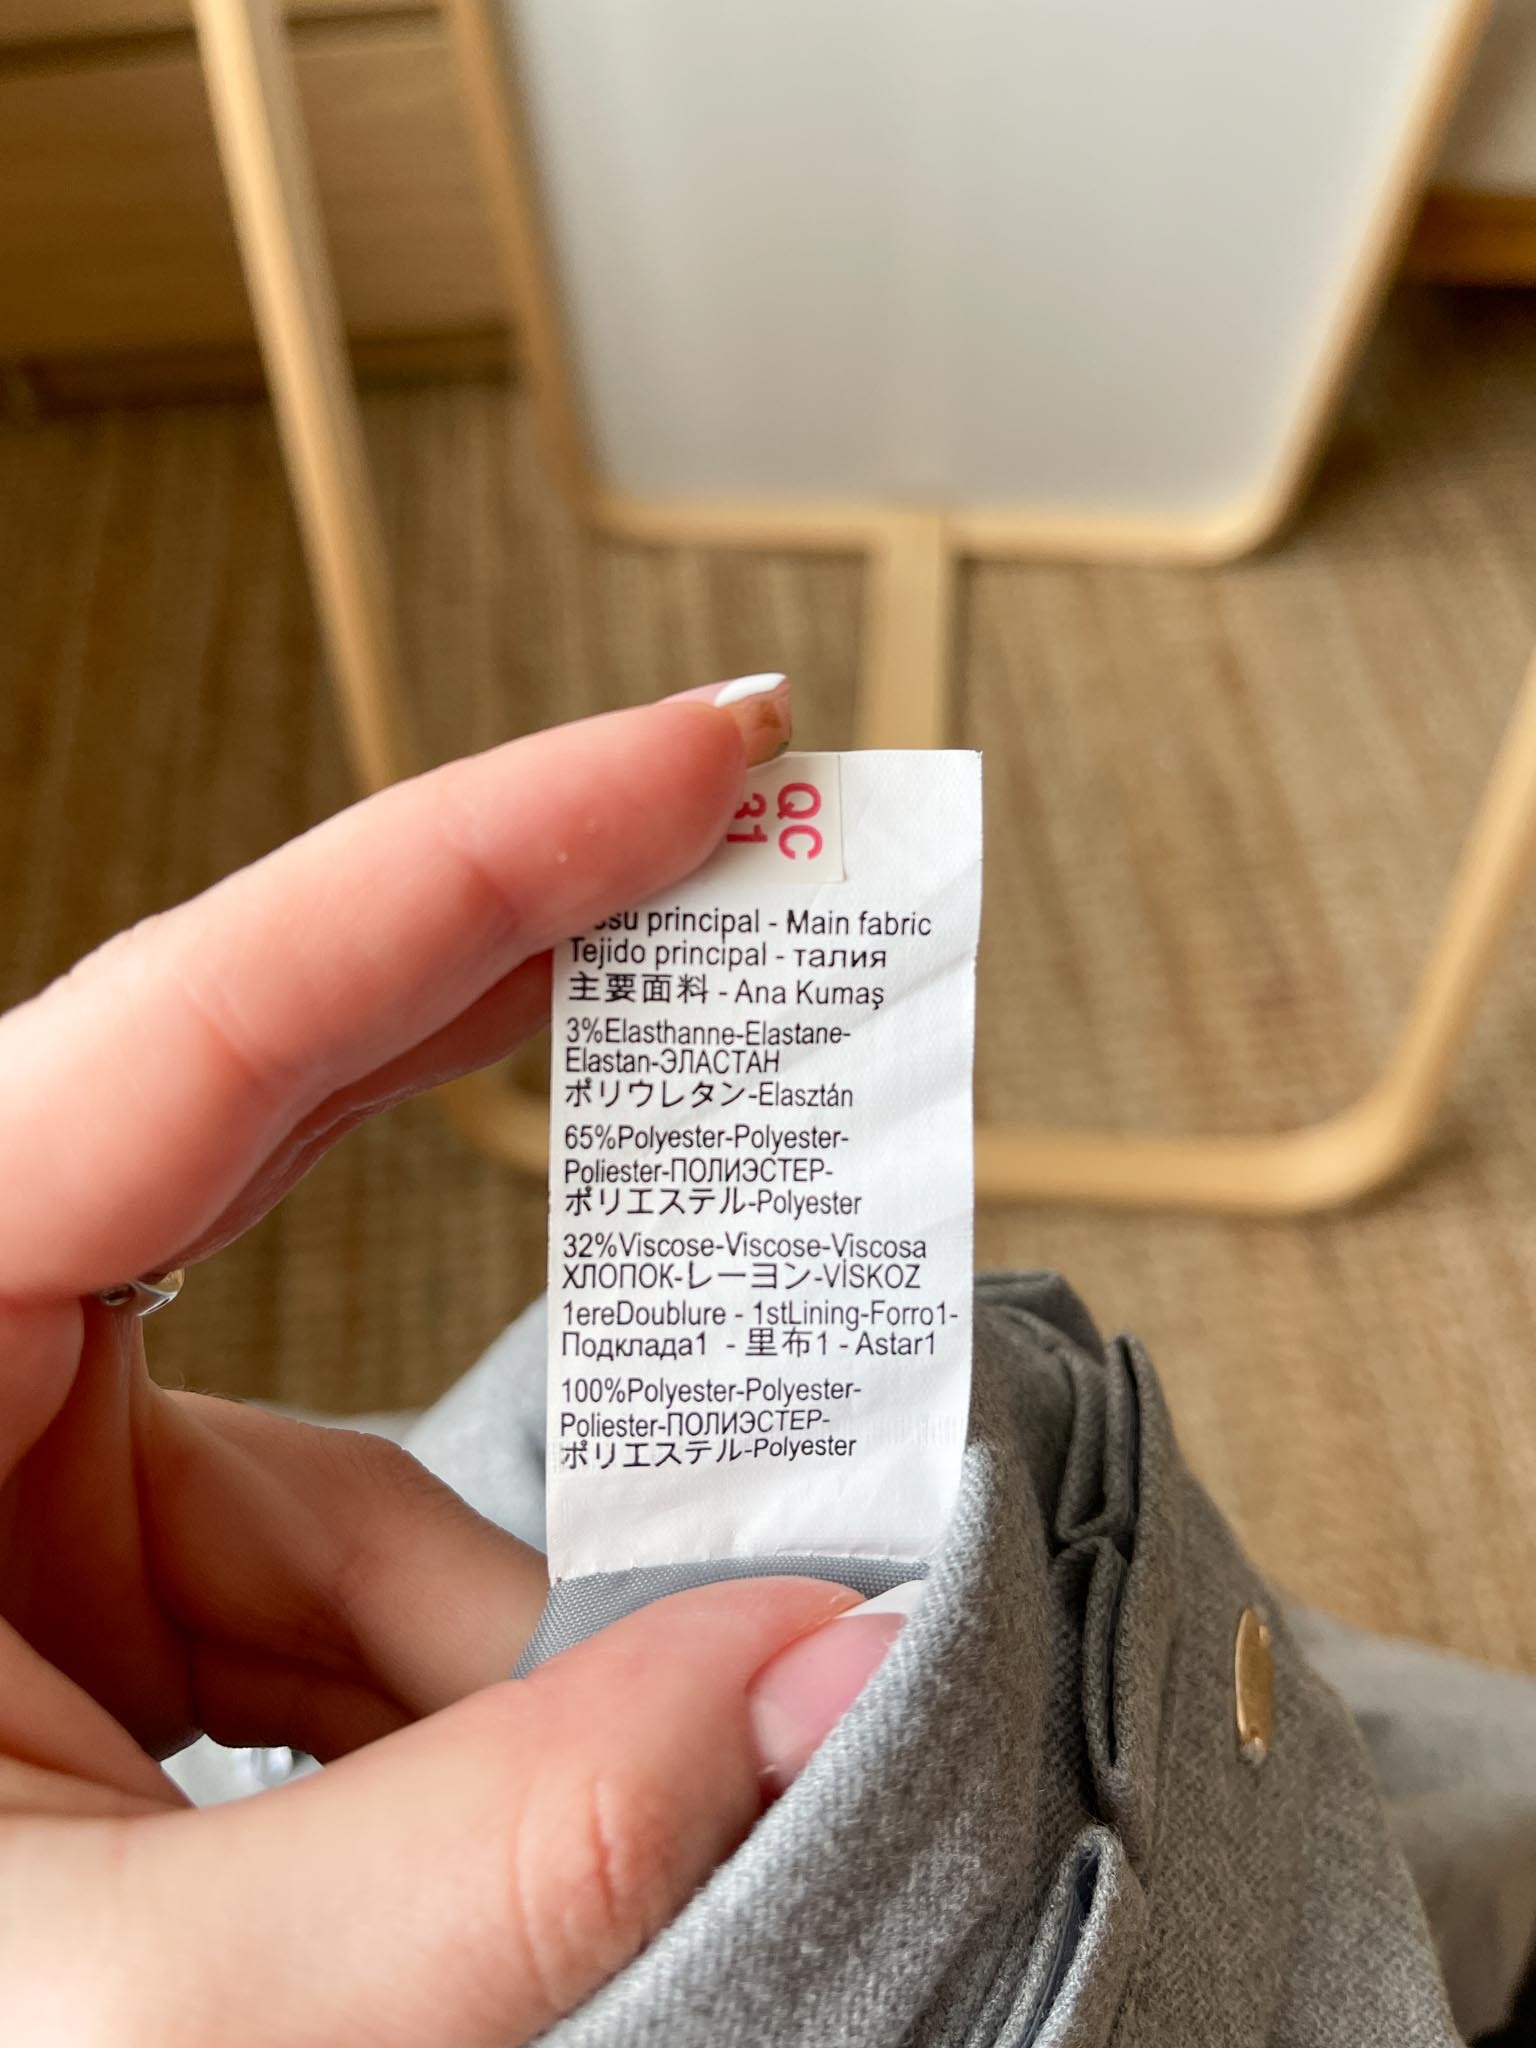 QC
31
principal - Main fabric
Tejido principal - талия
主要面料 - Ana Kumaş
3%Elasthanne-Elastane-
Elastan-ЭЛАСТАН
ポリウレタン-Elasztán
65%Polyester-Polyester-
Poliester-ПОЛИЭСТЕР-
ポリエステル-Polyester
32%Viscose-Viscose-Viscosa
ХЛОПОК-レーヨン-VİSKOZ
1ereDoublure - 1stLining-Forro1-
Подклада1 - 里布1 - Astar1
100%Polyester-Polyester-
Poliester-ПОЛИЭСТЕР-
ポリエステル-Polyester